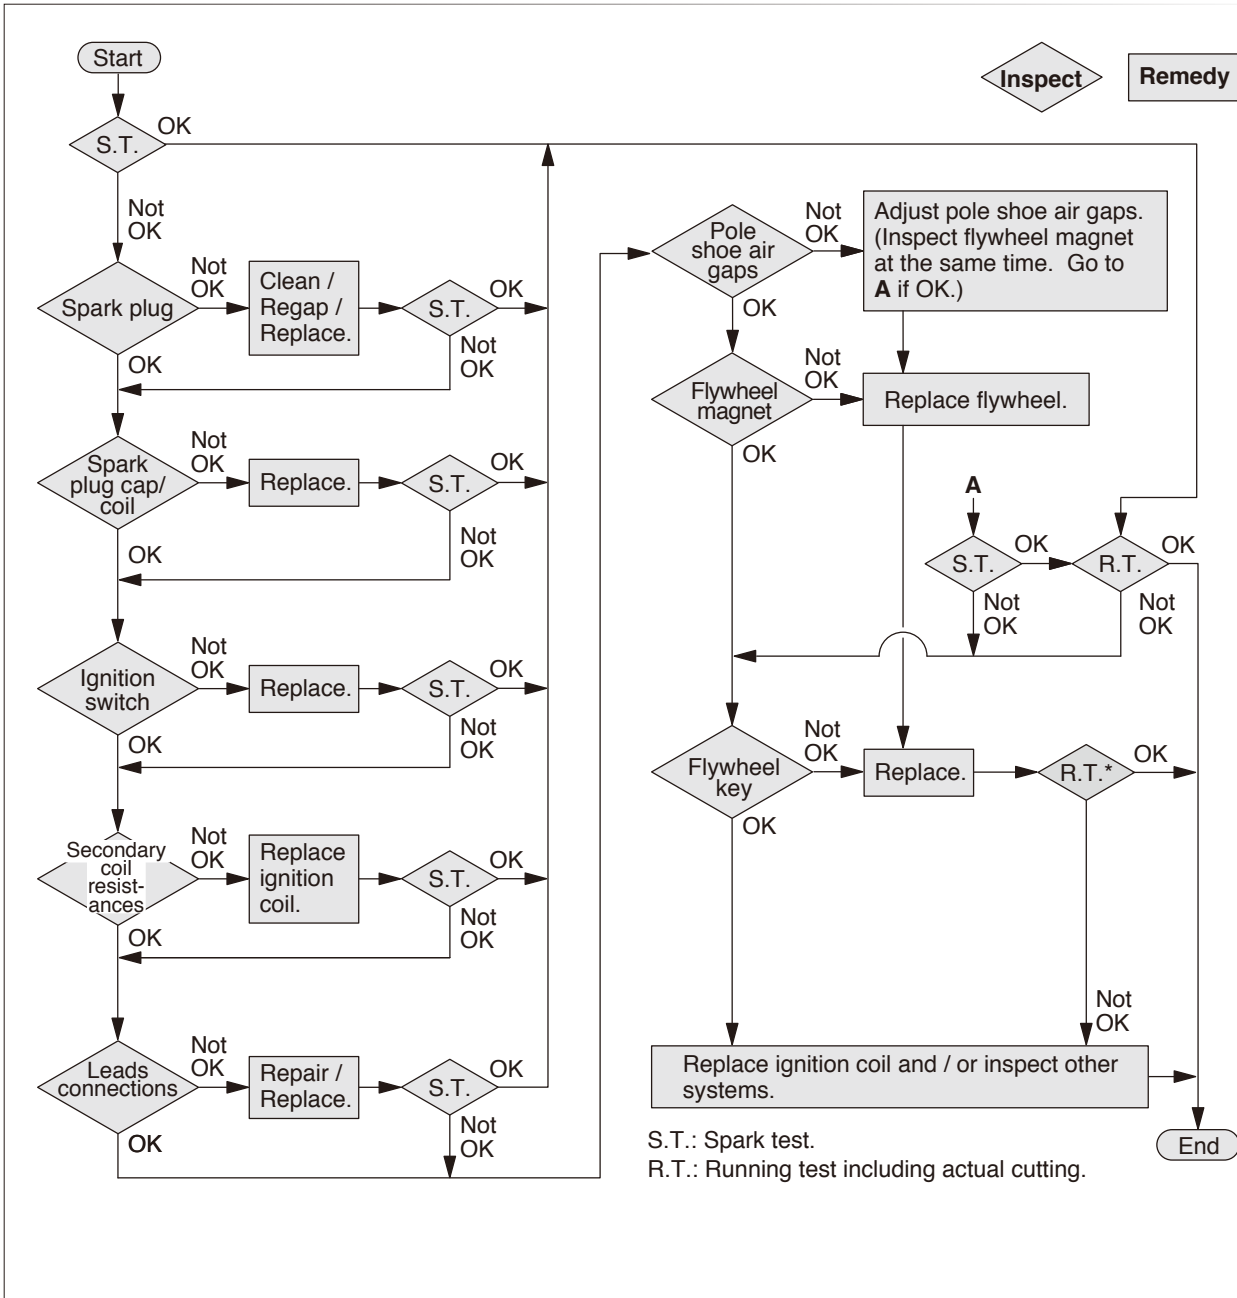 Start
Inspect
Remedy
S.T.
OK
Not
OK
Spark plug
Not
OK
Clean /
Regap /
Replace.
S.T.
OK
Not
OK
OK
Spark
plug cap/
coil
Not
OK
Replace.
S.T.
OK
Not
OK
OK
Ignition
switch
Not
OK
Replace.
S.T.
OK
Not
OK
OK
Secondary
coil
resist-
ances
Not
OK
Replace
ignition
coil.
S.T.
OK
Not
OK
OK
Leads
connections
Not
OK
Repair /
Replace.
S.T.
OK
Not
OK
OK
Pole
shoe air
gaps
Not
OK
Adjust pole shoe air gaps.
(Inspect flywheel magnet
at the same time. Go to
A if OK.)
OK
Flywheel
magnet
Not
OK
Replace flywheel.
OK
A
S.T.
OK
R.T.
OK
Not
OK
Not
OK
Flywheel
key
Not
OK
Replace.
R.T.*
OK
OK
Not
OK
Replace ignition coil and / or inspect other
systems.
End
S.T.: Spark test.
R.T.: Running test including actual cutting.